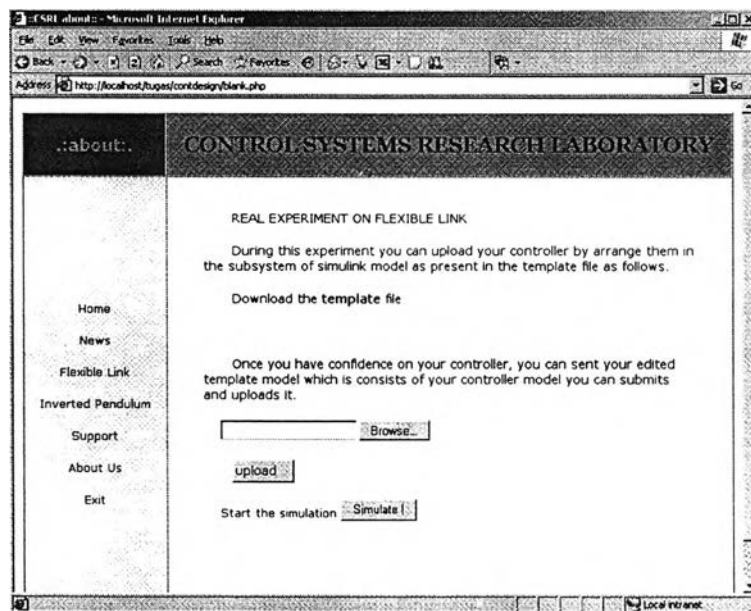 ::CSRL about:: - Microsoft Internet Explorer
File Edit View Favorites Tools Help
Back Search Favorites
Address http://localhost/tugas/contdesign/blank.php Go
.:about:.
CONTROL SYSTEMS RESEARCH LABORATORY
REAL EXPERIMENT ON FLEXIBLE LINK
During this experiment you can upload your controller by arrange them in
the subsystem of simulink model as present in the template file as follows.
Download the template file
Once you have confidence on your controller, you can sent your edited
template model which is consists of your controller model you can submits
and uploads it.
Browse...
upload
Start the simulation Simulate !
Home
News
Flexible Link
Inverted Pendulum
Support
About Us
Exit
Local intranet